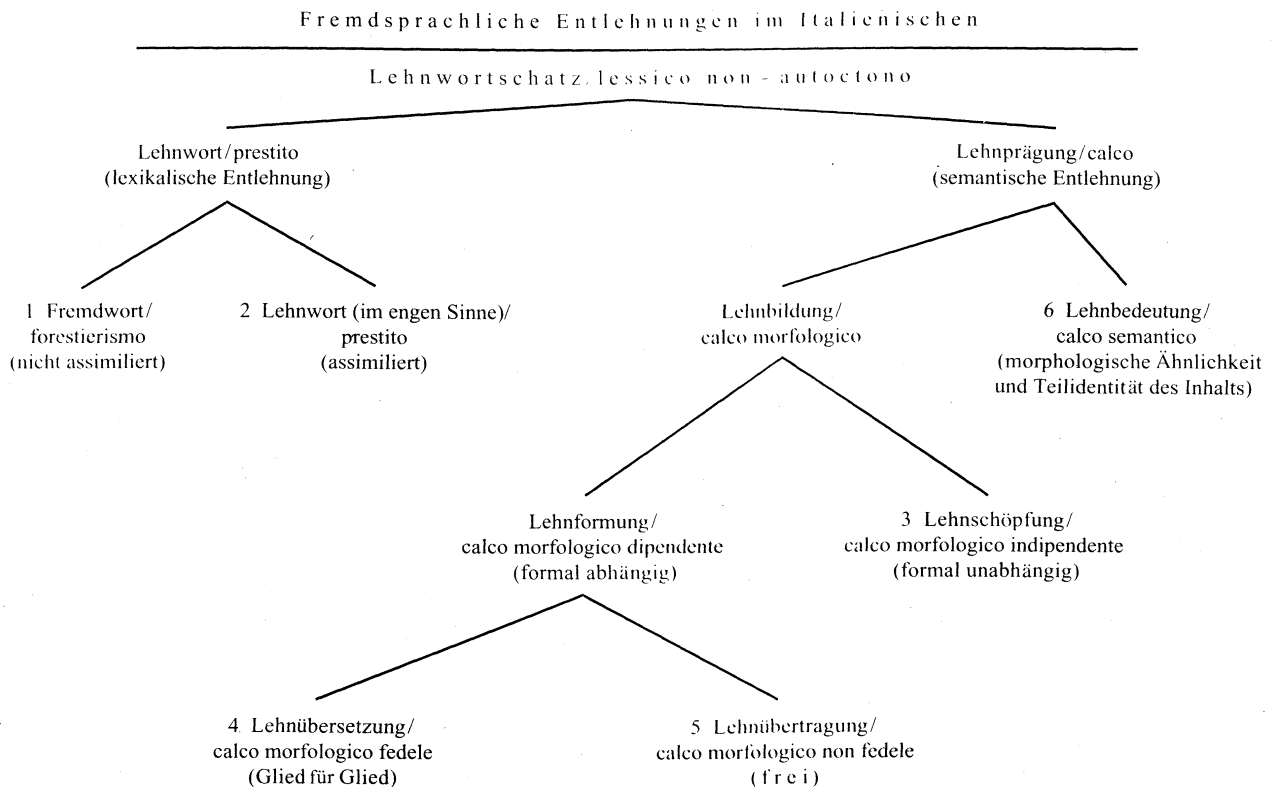 Fremdsprachliche Entlehnungen im Italienischen
Lehnwortschatz/lessico non-autoctono
Lehnwort/prestito
(lexikalische Entlehnung)
Lehnprägung/calco
(semantische Entlehnung)
1 Fremdwort/
forestierismo
(nicht assimiliert)
2 Lehnwort (im engen Sinne)/
prestito
(assimiliert)
Lehnbildung/
calco morfologico
6 Lehnbedeutung/
calco semantico
(morphologische Ähnlichkeit
und Teilidentität des Inhalts)
Lehnformung/
calco morfologico dipendente
(formal abhängig)
3 Lehnschöpfung/
calco morfologico indipendente
(formal unabhängig)
4 Lehnübersetzung/
calco morfologico fedele
(Glied für Glied)
5 Lehnübertragung/
calco morfologico non fedele
(frei)